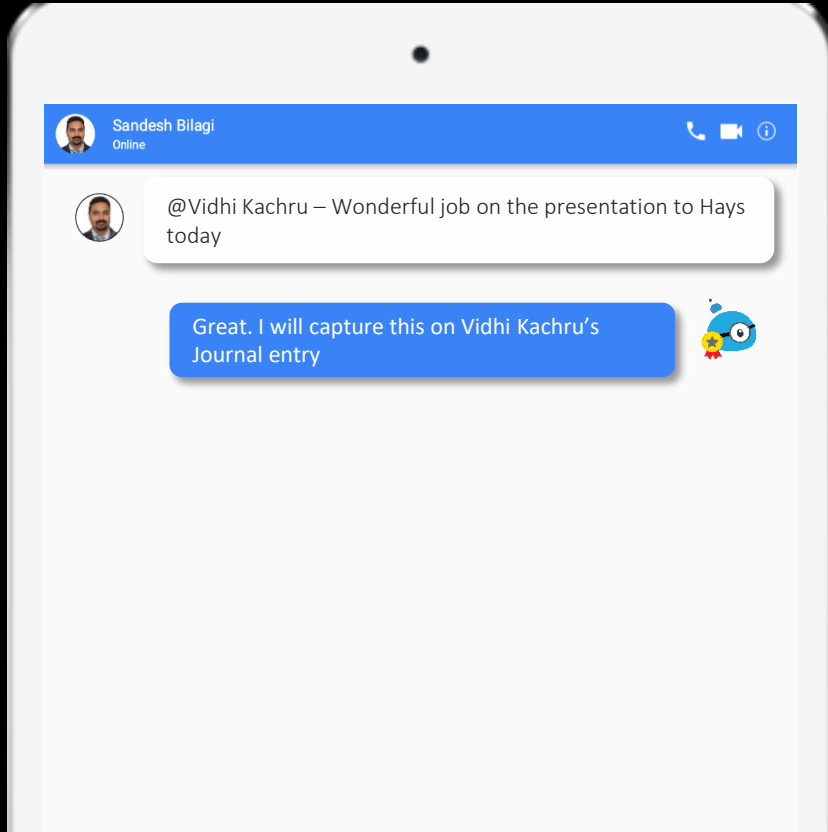 Sandesh Bilagi
Online
@Vidhi Kachru – Wonderful job on the presentation to Hays
today
Great. I will capture this on Vidhi Kachru’s
Journal entry